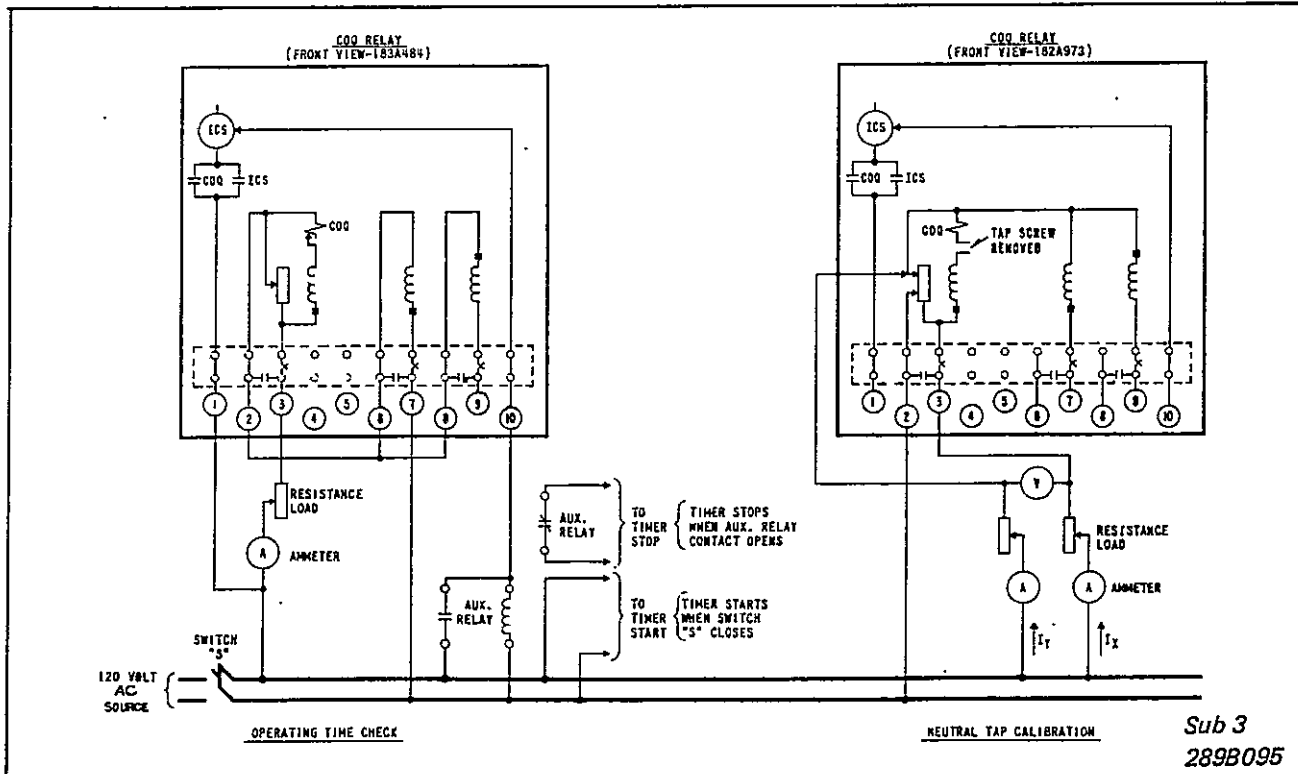 COQ RELAY
(FRONT VIEW-183A484)
ICS
COQ ICS
COQ
1 2 3 4 5 6 7 8 9 10
RESISTANCE
LOAD
A AMMETER
AUX.
RELAY
TO
TIMER
STOP
TIMER STOPS
WHEN AUX. RELAY
CONTACT OPENS
AUX.
RELAY
TO
TIMER
START
TIMER STARTS
WHEN SWITCH
"S" CLOSES
SWITCH
"S"
120 VOLT
AC
SOURCE
OPERATING TIME CHECK
COQ RELAY
(FRONT VIEW-182A973)
ICS
COQ ICS
COQ
TAP SCREW
REMOVED
1 2 3 4 5 6 7 8 9 10
V
RESISTANCE
LOAD
A A AMMETER
IY IX
NEUTRAL TAP CALIBRATION
Sub 3
289B095